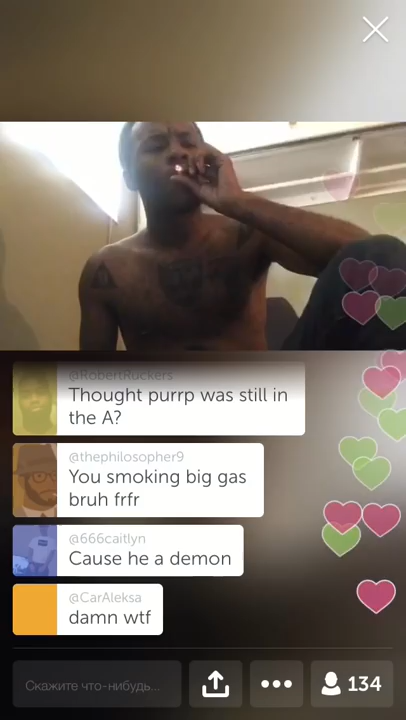 @RobertRuckers
Thought purrp was still in
the A?
@thephilosopher9
You smoking big gas
bruh frfr
@666caitlyn
Cause he a demon
@CarAleksa
damn wtf
Скажите что-нибудь...
134